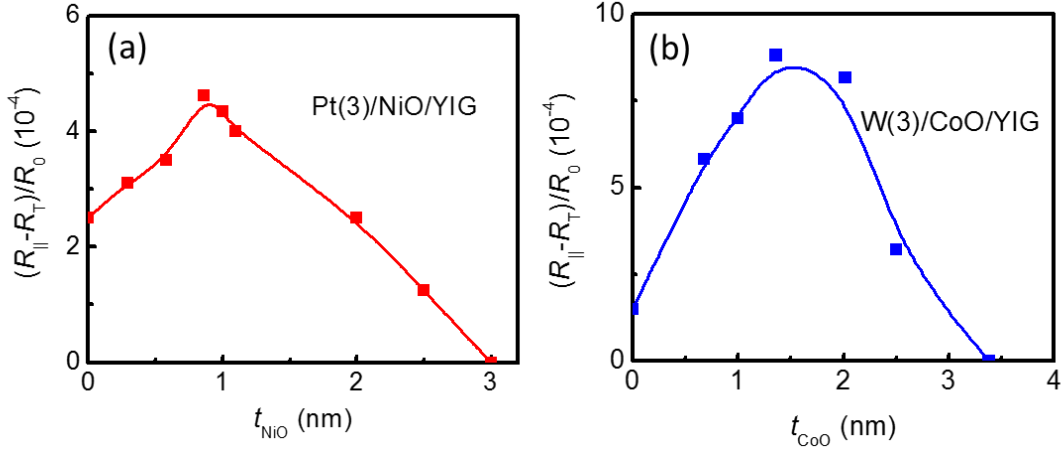 (a)
Pt(3)/NiO/YIG
(R||-RT)/R0 (10-4)
6
4
2
0
0 1 2 3
tNiO (nm)
(b)
W(3)/CoO/YIG
(R||-RT)/R0 (10-4)
10
5
0
0 1 2 3 4
tCoO (nm)